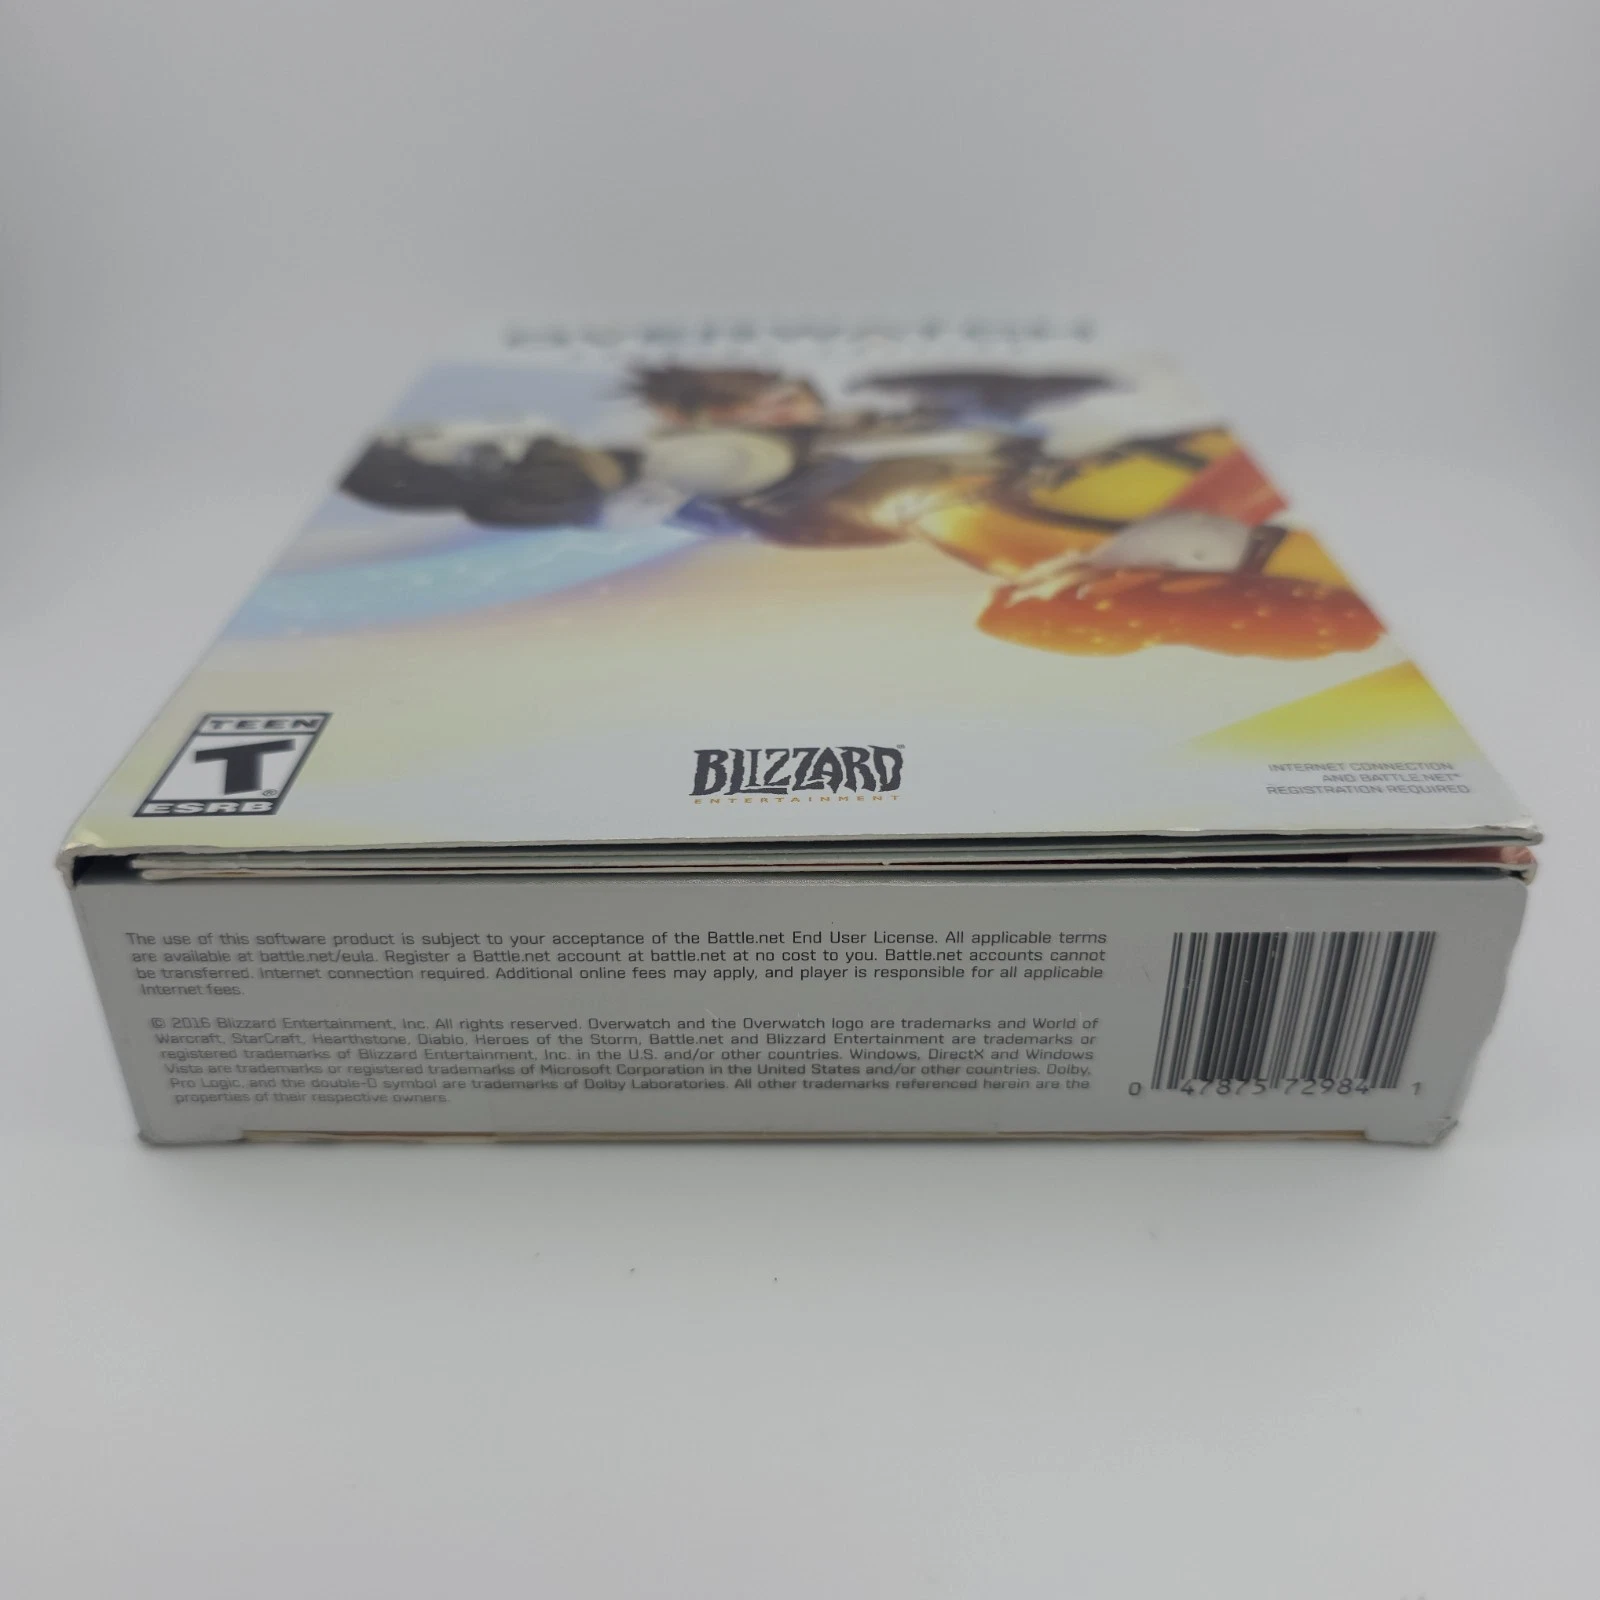 OVERWATCH
TEEN
T®
ESRB
BLIZZARD®
ENTERTAINMENT
INTERNET CONNECTION
AND BATTLE.NET®
REGISTRATION REQUIRED
The use of this software product is subject to your acceptance of the Battle.net End User License. All applicable terms
are available at battle.net/eula. Register a Battle.net account at battle.net at no cost to you. Battle.net accounts cannot
be transferred. Internet connection required. Additional online fees may apply, and player is responsible for all applicable
Internet fees.
© 2016 Blizzard Entertainment, Inc. All rights reserved. Overwatch and the Overwatch logo are trademarks and World of
Warcraft, StarCraft, Hearthstone, Diablo, Heroes of the Storm, Battle.net and Blizzard Entertainment are trademarks or
registered trademarks of Blizzard Entertainment, Inc. in the U.S. and/or other countries. Windows, DirectX and Windows
Vista are trademarks or registered trademarks of Microsoft Corporation in the United States and/or other countries. Dolby,
Pro Logic, and the double-D symbol are trademarks of Dolby Laboratories. All other trademarks referenced herein are the
properties of their respective owners.
0 47875 72984 1